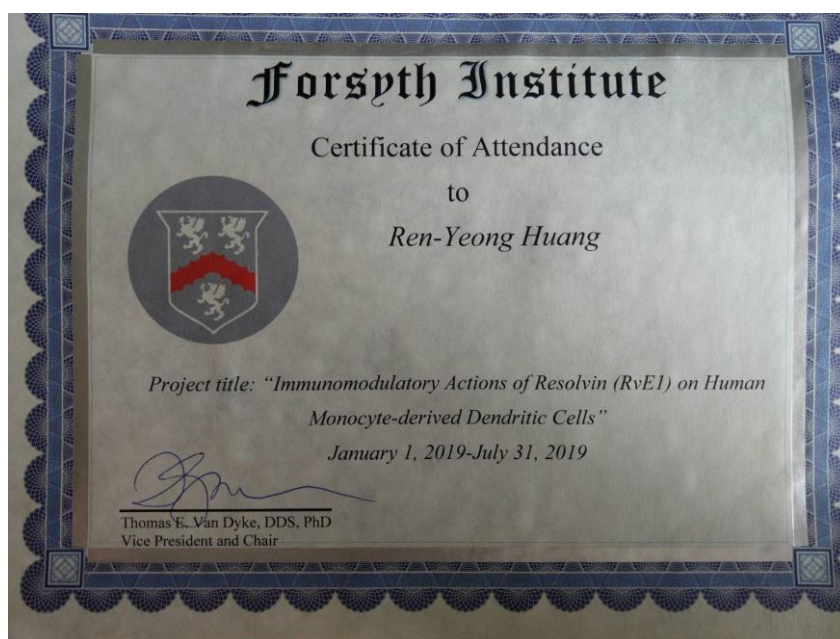 Forsyth Institute
Certificate of Attendance
to
Ren-Yeong Huang
Project title: “Immunomodulatory Actions of Resolvin (RvE1) on Human
Monocyte-derived Dendritic Cells”
January 1, 2019-July 31, 2019
Thomas E. Van Dyke, DDS, PhD
Vice President and Chair